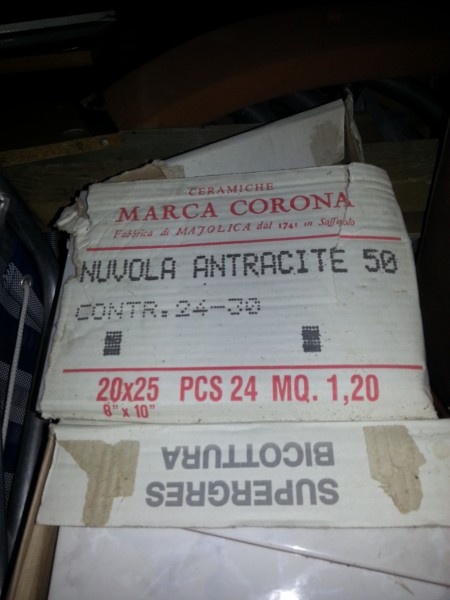 CERAMICHE
MARCA CORONA
Fabbrica di MAJOLICA dal 1741 in Sassuolo
NUVOLA ANTRACITE 50
CONTR. 24-30
20x25 PCS 24 MQ. 1,20
8" x 10"
SUPERGRES
BICOTTURA